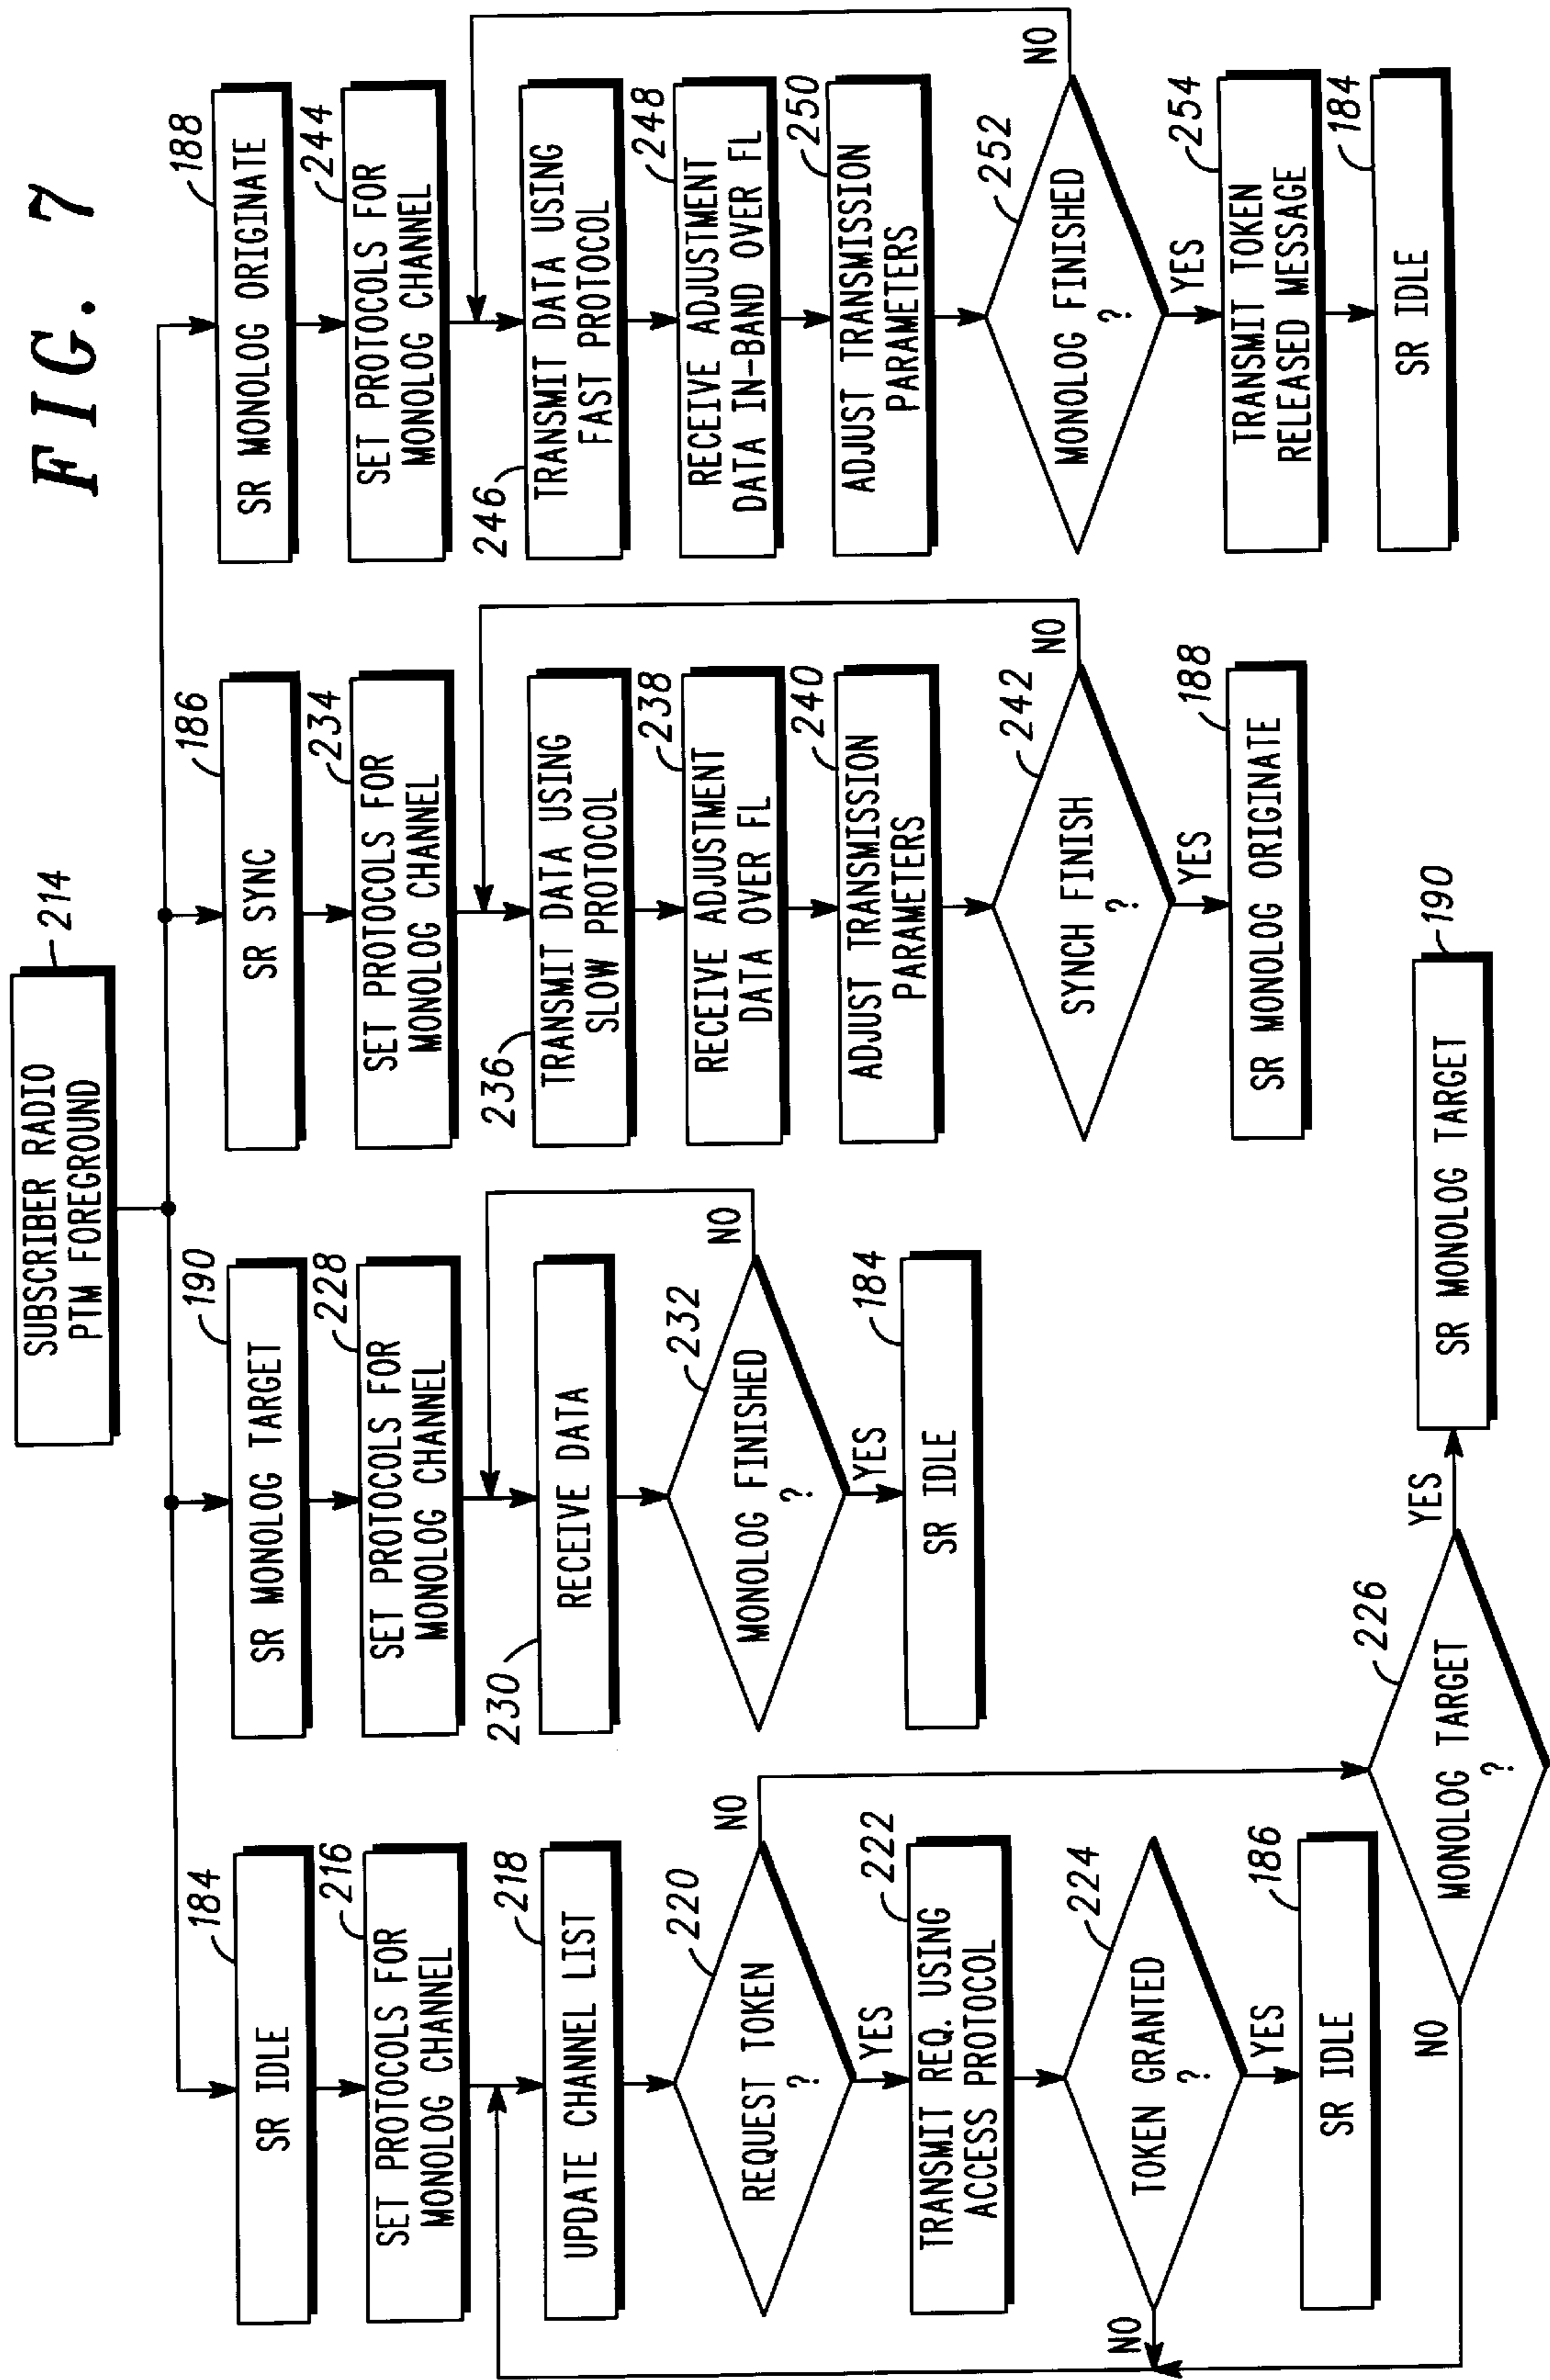 FIG. 7
SUBSCRIBER RADIO
PTM FOREGROUND
214
184
SR IDLE
216
SET PROTOCOLS FOR
MONOLOG CHANNEL
218
UPDATE CHANNEL LIST
220
REQUEST TOKEN
?
NO
YES
222
TRANSMIT REQ. USING
ACCESS PROTOCOL
224
TOKEN GRANTED
?
NO
YES
186
SR IDLE
226
MONOLOG TARGET
?
NO
YES
190
SR MONOLOG TARGET
190
SR MONOLOG TARGET
228
SET PROTOCOLS FOR
MONOLOG CHANNEL
230
RECEIVE DATA
232
MONOLOG FINISHED
?
NO
YES
184
SR IDLE
186
SR SYNC
234
SET PROTOCOLS FOR
MONOLOG CHANNEL
236
TRANSMIT DATA USING
SLOW PROTOCOL
238
RECEIVE ADJUSTMENT
DATA OVER FL
240
ADJUST TRANSMISSION
PARAMETERS
242
SYNCH FINISH
?
NO
YES
188
SR MONOLOG ORIGINATE
188
SR MONOLOG ORIGINATE
244
SET PROTOCOLS FOR
MONOLOG CHANNEL
246
TRANSMIT DATA USING
FAST PROTOCOL
248
RECEIVE ADJUSTMENT
DATA IN-BAND OVER FL
250
ADJUST TRANSMISSION
PARAMETERS
252
MONOLOG FINISHED
?
NO
YES
254
TRANSMIT TOKEN
RELEASED MESSAGE
184
SR IDLE